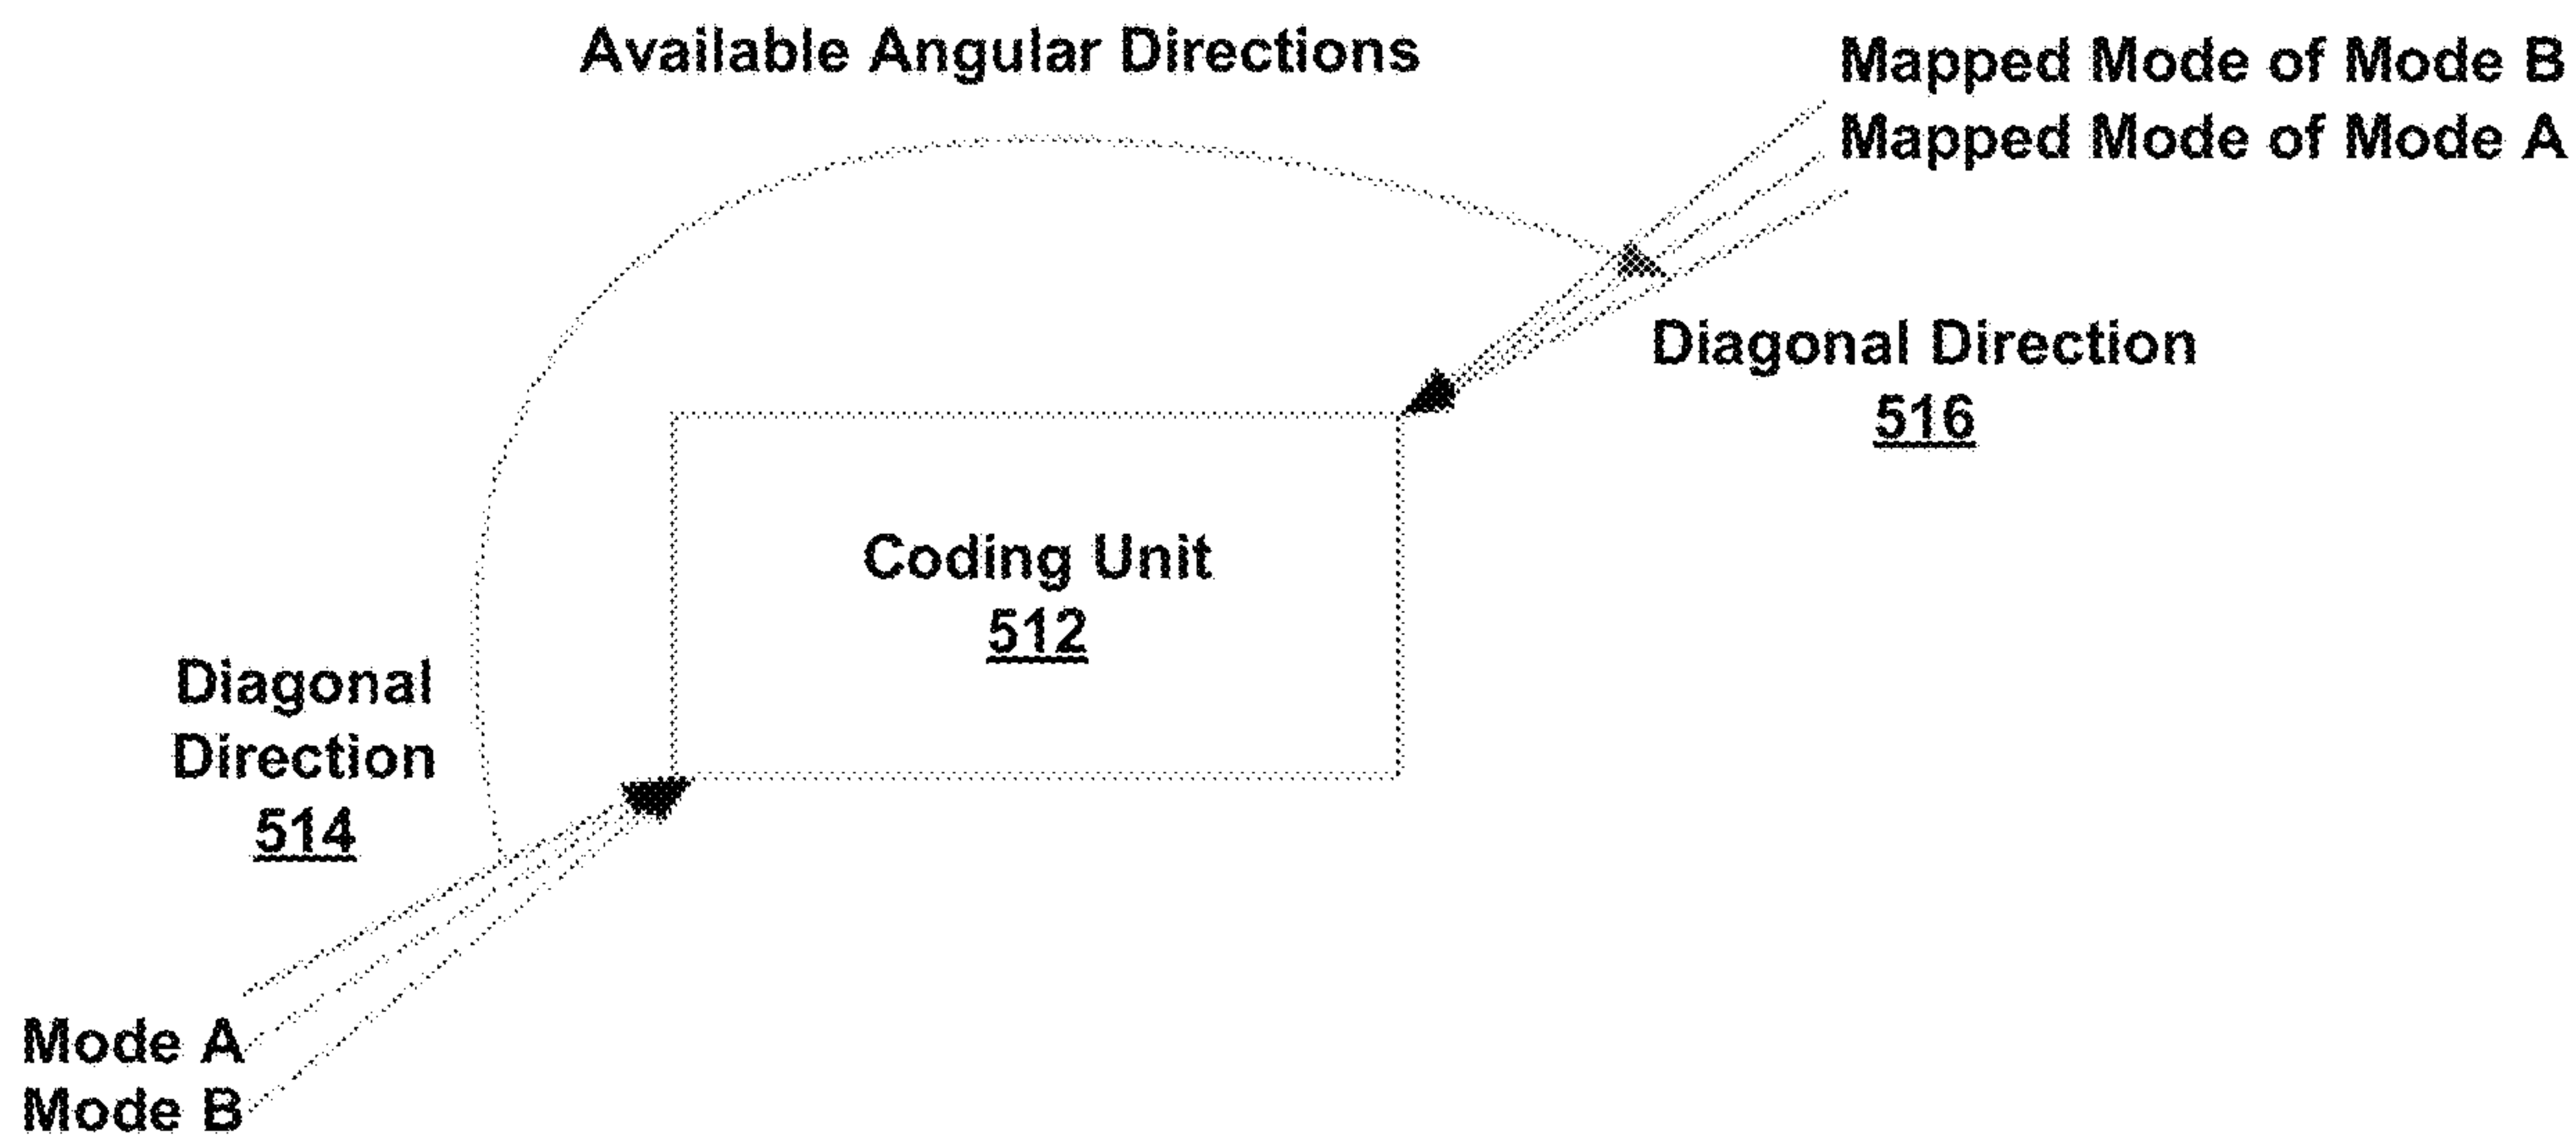 Available Angular Directions
Mapped Mode of Mode B
Mapped Mode of Mode A
Diagonal Direction
516
Coding Unit
512
Diagonal
Direction
514
Mode A
Mode B